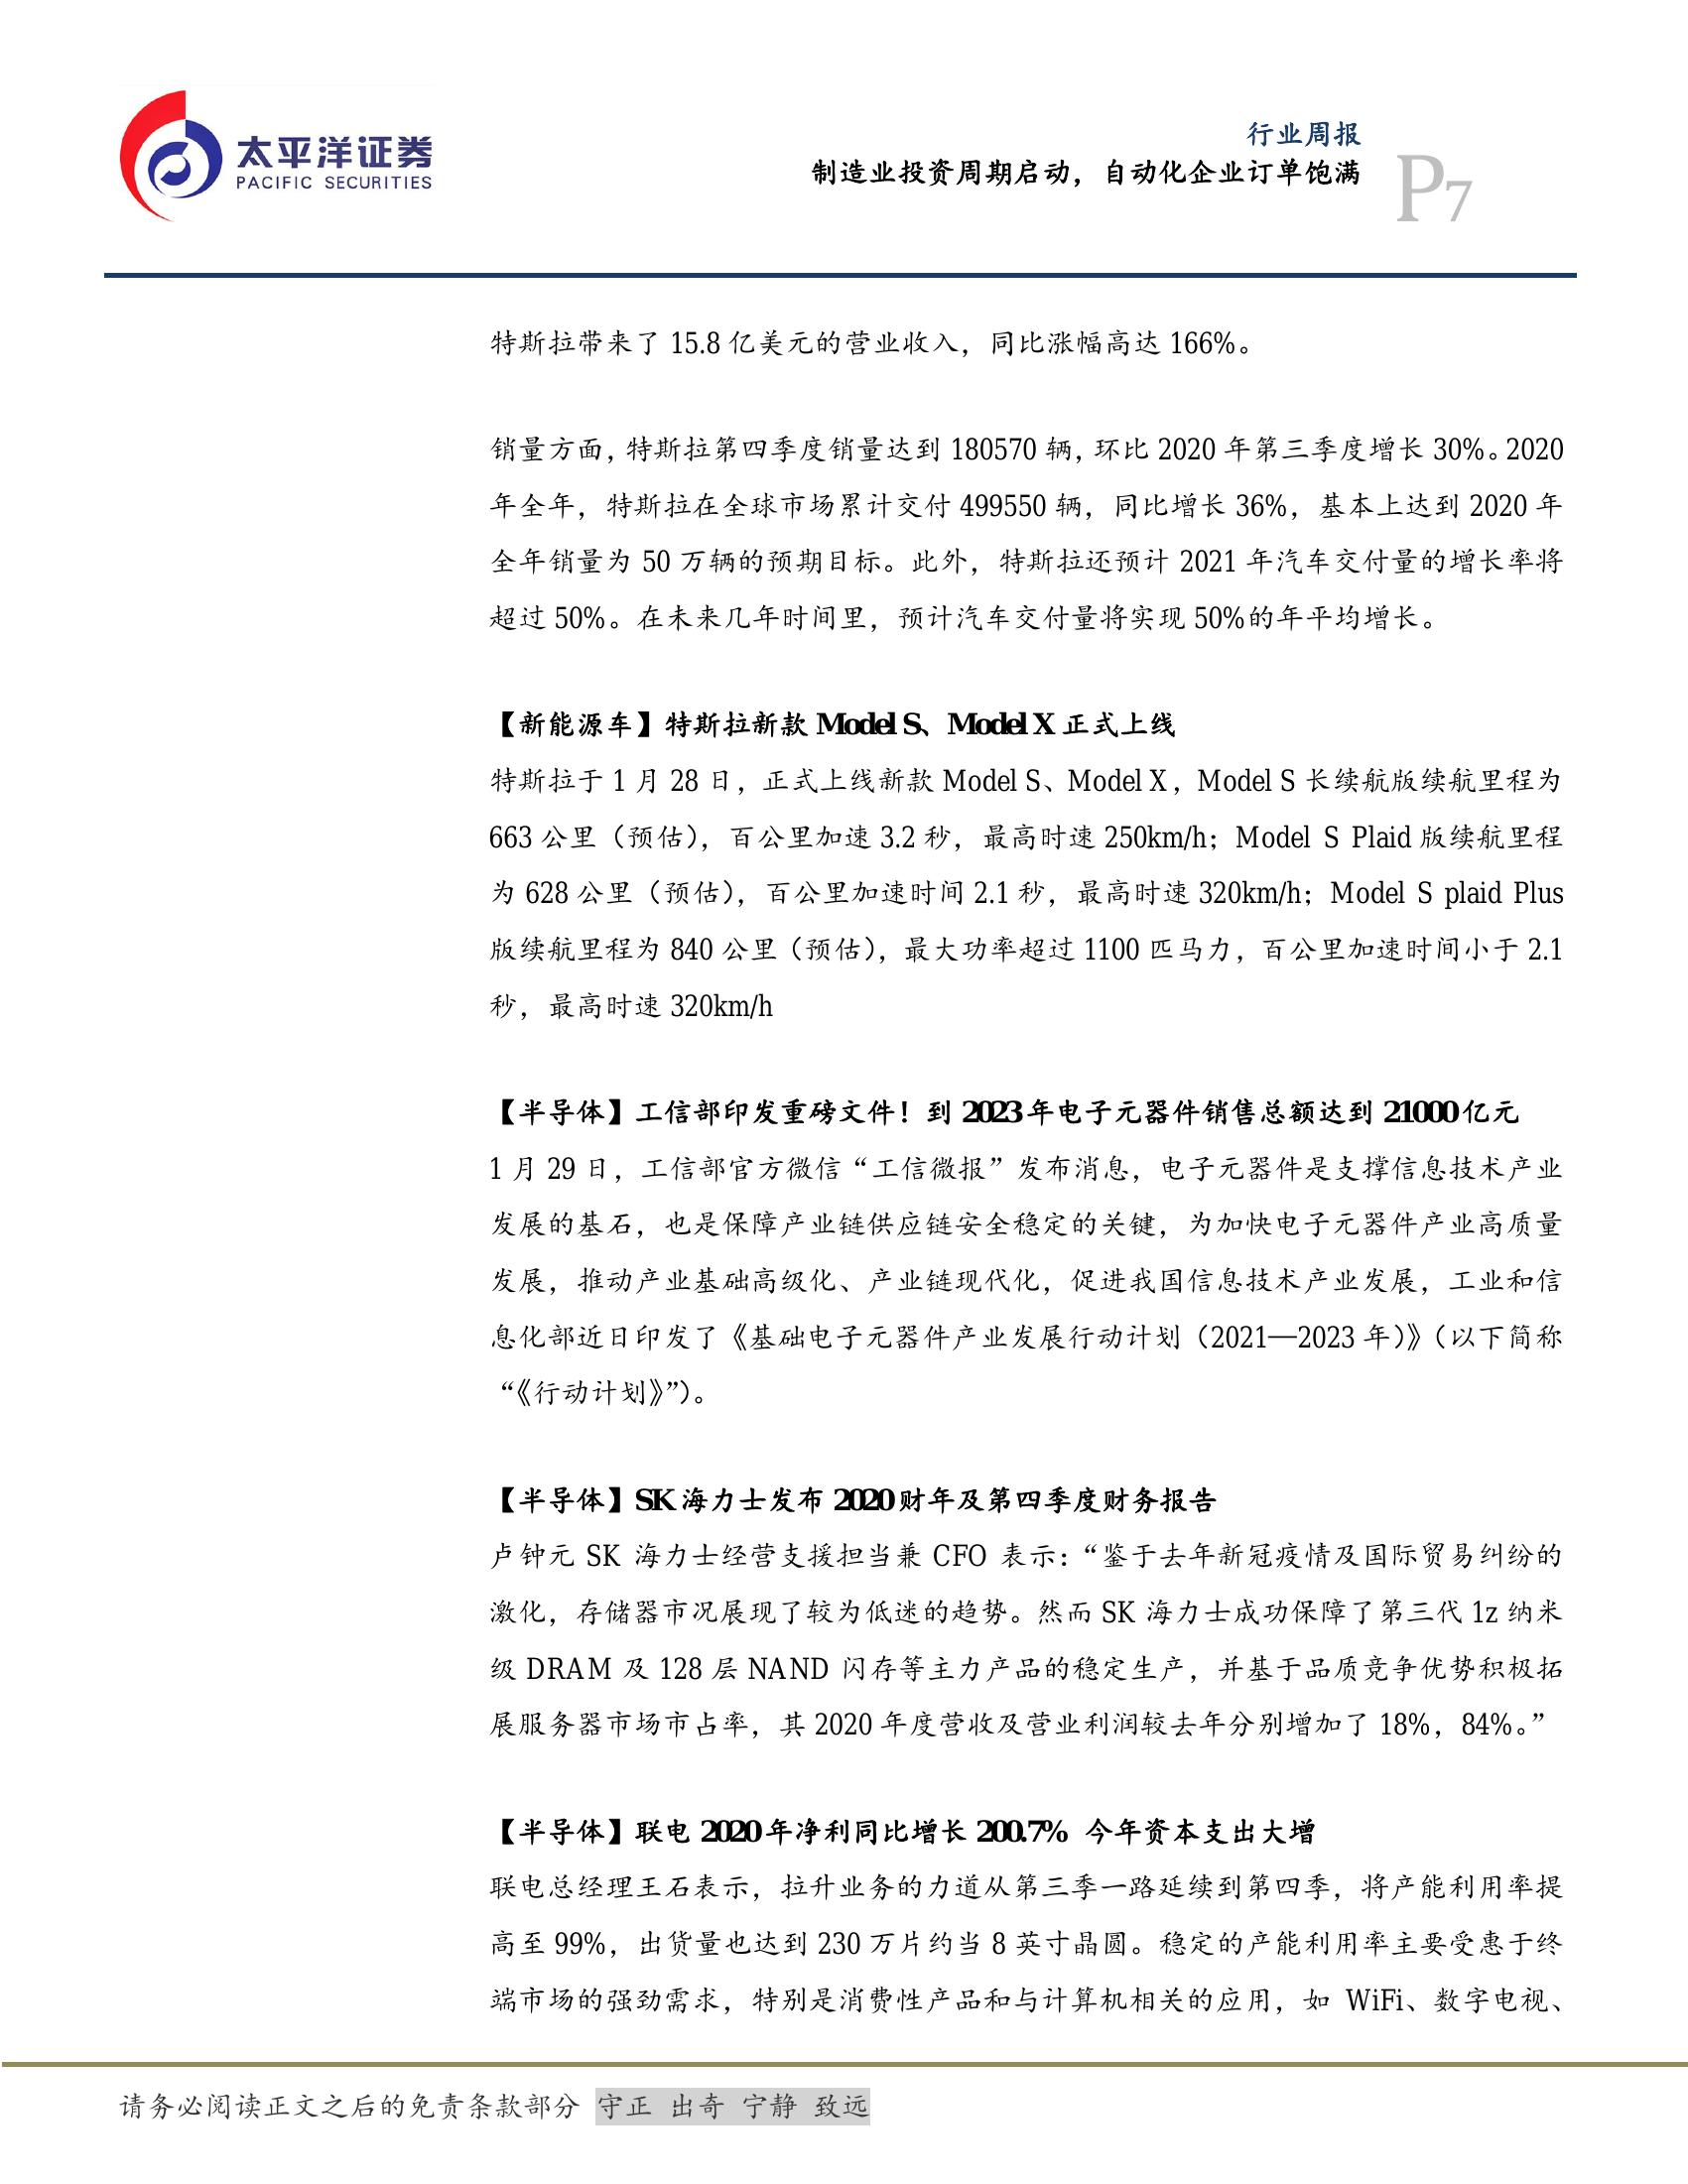 太平洋证券
PACIFIC SECURITIES
行业周报
制造业投资周期启动，自动化企业订单饱满
P7
特斯拉带来了 15.8 亿美元的营业收入，同比涨幅高达 166%。
销量方面，特斯拉第四季度销量达到 180570 辆，环比 2020 年第三季度增长 30%。2020
年全年，特斯拉在全球市场累计交付 499550 辆，同比增长 36%，基本上达到 2020 年
全年销量为 50 万辆的预期目标。此外，特斯拉还预计 2021 年汽车交付量的增长率将
超过 50%。在未来几年时间里，预计汽车交付量将实现 50%的年平均增长。
【新能源车】特斯拉新款 Model S、Model X 正式上线
特斯拉于 1 月 28 日，正式上线新款 Model S、Model X，Model S 长续航版续航里程为
663 公里（预估），百公里加速 3.2 秒，最高时速 250km/h；Model S Plaid 版续航里程
为 628 公里（预估），百公里加速时间 2.1 秒，最高时速 320km/h；Model S plaid Plus
版续航里程为 840 公里（预估），最大功率超过 1100 匹马力，百公里加速时间小于 2.1
秒，最高时速 320km/h
【半导体】工信部印发重磅文件！到 2023 年电子元器件销售总额达到 21000 亿元
1 月 29 日，工信部官方微信“工信微报”发布消息，电子元器件是支撑信息技术产业
发展的基石，也是保障产业链供应链安全稳定的关键，为加快电子元器件产业高质量
发展，推动产业基础高级化、产业链现代化，促进我国信息技术产业发展，工业和信
息化部近日印发了《基础电子元器件产业发展行动计划（2021—2023 年）》（以下简称
“《行动计划》”）。
【半导体】SK 海力士发布 2020 财年及第四季度财务报告
卢钟元 SK 海力士经营支援担当兼 CFO 表示：“鉴于去年新冠疫情及国际贸易纠纷的
激化，存储器市况展现了较为低迷的趋势。然而 SK 海力士成功保障了第三代 1z 纳米
级 DRAM 及 128 层 NAND 闪存等主力产品的稳定生产，并基于品质竞争优势积极拓
展服务器市场市占率，其 2020 年度营收及营业利润较去年分别增加了 18%，84%。”
【半导体】联电 2020 年净利同比增长 200.7% 今年资本支出大增
联电总经理王石表示，拉升业务的力道从第三季一路延续到第四季，将产能利用率提
高至 99%，出货量也达到 230 万片约当 8 英寸晶圆。稳定的产能利用率主要受惠于终
端市场的强劲需求，特别是消费性产品和与计算机相关的应用，如 WiFi、数字电视、
请务必阅读正文之后的免责条款部分 守正 出奇 宁静 致远